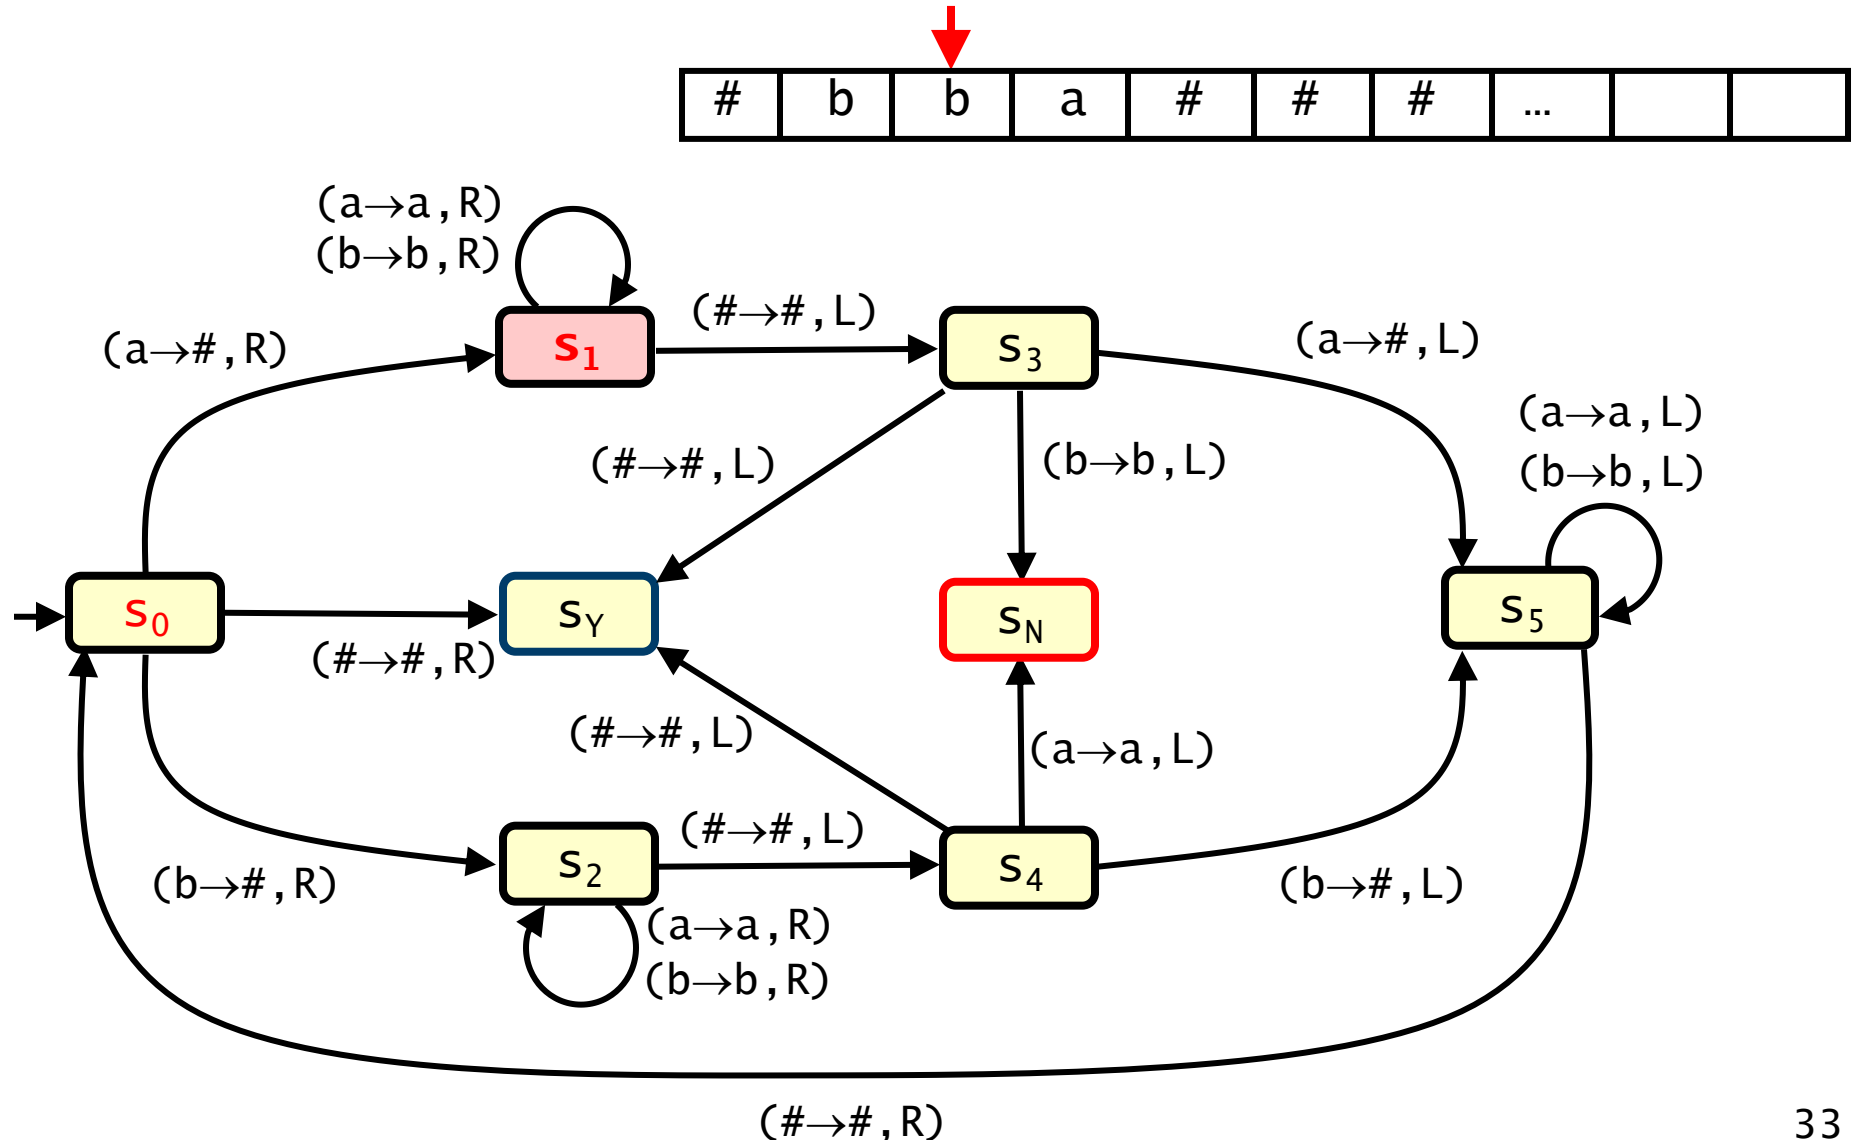 # b b a # # # …
(a→a,R)
(b→b,R)
(#→#,L)
(a→#,R)
s1
s3
(a→#,L)
(a→a,L)
(b→b,L)
(#→#,L)
(b→b,L)
s0
sY
sN
s5
(#→#,R)
(#→#,L)
(a→a,L)
(#→#,L)
(b→#,R)
s2
s4
(b→#,L)
(a→a,R)
(b→b,R)
(#→#,R)
33